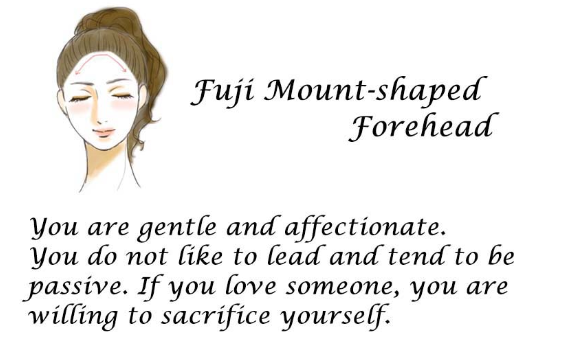 Fuji Mount-shaped
Forehead
You are gentle and affectionate.
You do not like to lead and tend to be
passive. If you love someone, you are
willing to sacrifice yourself.